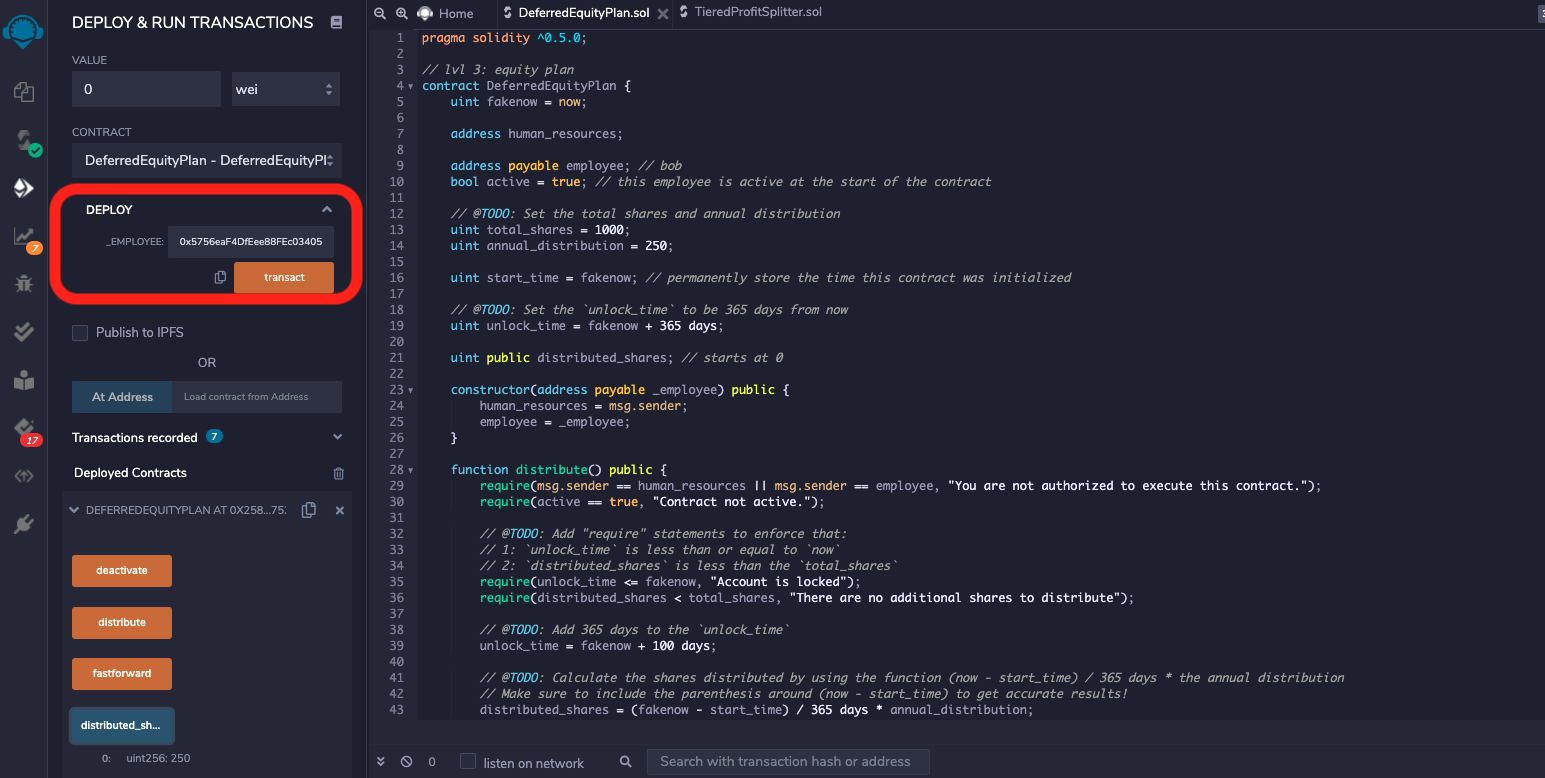 DEPLOY & RUN TRANSACTIONS
VALUE
0
wei
CONTRACT
DeferredEquityPlan - DeferredEquityPl
DEPLOY
_EMPLOYEE:
0x5756eaF4DfEee88FEc03405
transact
Publish to IPFS
OR
At Address
Load contract from Address
Transactions recorded 7
Deployed Contracts
DEFERREDEQUITYPLAN AT 0X258...753
deactivate
distribute
fastforward
distributed_sh...
0: uint256: 250
7
17
Home
DeferredEquityPlan.sol
TieredProfitSplitter.sol
1 pragma solidity ^0.5.0;
2
3 // lvl 3: equity plan
4 contract DeferredEquityPlan {
5 uint fakenow = now;
6
7 address human_resources;
8
9 address payable employee; // bob
10 bool active = true; // this employee is active at the start of the contract
11
12 // @TODO: Set the total shares and annual distribution
13 uint total_shares = 1000;
14 uint annual_distribution = 250;
15
16 uint start_time = fakenow; // permanently store the time this contract was initialized
17
18 // @TODO: Set the `unlock_time` to be 365 days from now
19 uint unlock_time = fakenow + 365 days;
20
21 uint public distributed_shares; // starts at 0
22
23 constructor(address payable _employee) public {
24 human_resources = msg.sender;
25 employee = _employee;
26 }
27
28 function distribute() public {
29 require(msg.sender == human_resources || msg.sender == employee, "You are not authorized to execute this contract.");
30 require(active == true, "Contract not active.");
31
32 // @TODO: Add "require" statements to enforce that:
33 // 1: `unlock_time` is less than or equal to `now`
34 // 2: `distributed_shares` is less than the `total_shares`
35 require(unlock_time <= fakenow, "Account is locked");
36 require(distributed_shares < total_shares, "There are no additional shares to distribute");
37
38 // @TODO: Add 365 days to the `unlock_time`
39 unlock_time = fakenow + 100 days;
40
41 // @TODO: Calculate the shares distributed by using the function (now - start_time) / 365 days * the annual distribution
42 // Make sure to include the parenthesis around (now - start_time) to get accurate results!
43 distributed_shares = (fakenow - start_time) / 365 days * annual_distribution;
0
listen on network
Search with transaction hash or address